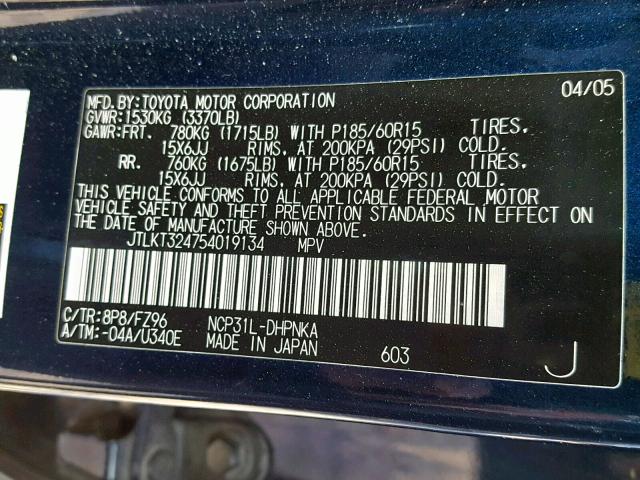 MFD. BY: TOYOTA MOTOR CORPORATION 04/05
GVWR: 1530KG (3370LB)
GAWR: FRT. 780KG (1715LB) WITH P185/60R15 TIRES,
15X6JJ RIMS, AT 200KPA (29PSI) COLD.
RR. 760KG (1675LB) WITH P185/60R15 TIRES,
15X6JJ RIMS, AT 200KPA (29PSI) COLD.
THIS VEHICLE CONFORMS TO ALL APPLICABLE FEDERAL MOTOR
VEHICLE SAFETY AND THEFT PREVENTION STANDARDS IN EFFECT ON
THE DATE OF MANUFACTURE SHOWN ABOVE.
JTLKT324754019134 MPV
C/TR: 8P8/FZ96 NCP31L-DHPNKA
A/TM: -04A/U340E MADE IN JAPAN 603 J